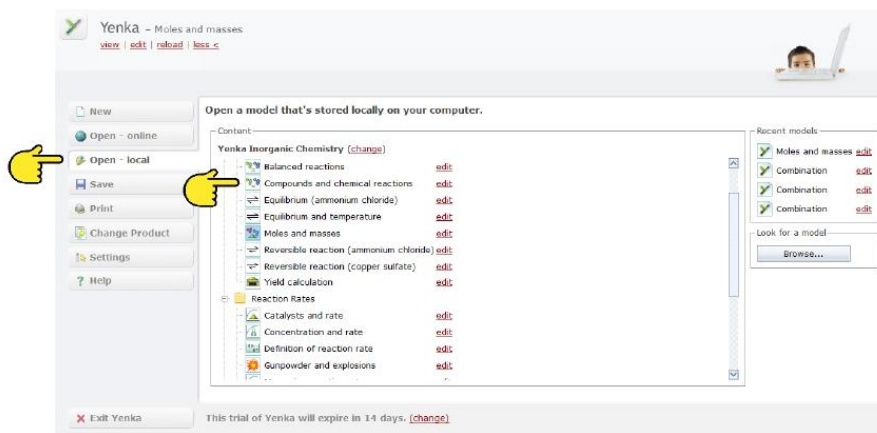 Yenka – Moles and masses
view | edit | reload | less <
New
Open - online
Open - local
Save
Print
Change Product
Settings
Help
Exit Yenka
Open a model that's stored locally on your computer.
Content
Yenka Inorganic Chemistry (change)
Balanced reactions edit
Compounds and chemical reactions edit
Equilibrium (ammonium chloride) edit
Equilibrium and temperature edit
Moles and masses edit
Reversible reaction (ammonium chloride) edit
Reversible reaction (copper sulfate) edit
Yield calculation edit
Reaction Rates
Catalysts and rate edit
Concentration and rate edit
Definition of reaction rate edit
Gunpowder and explosions edit
Recent models
Moles and masses edit
Combination edit
Combination edit
Combination edit
Look for a model
Browse...
This trial of Yenka will expire in 14 days. (change)